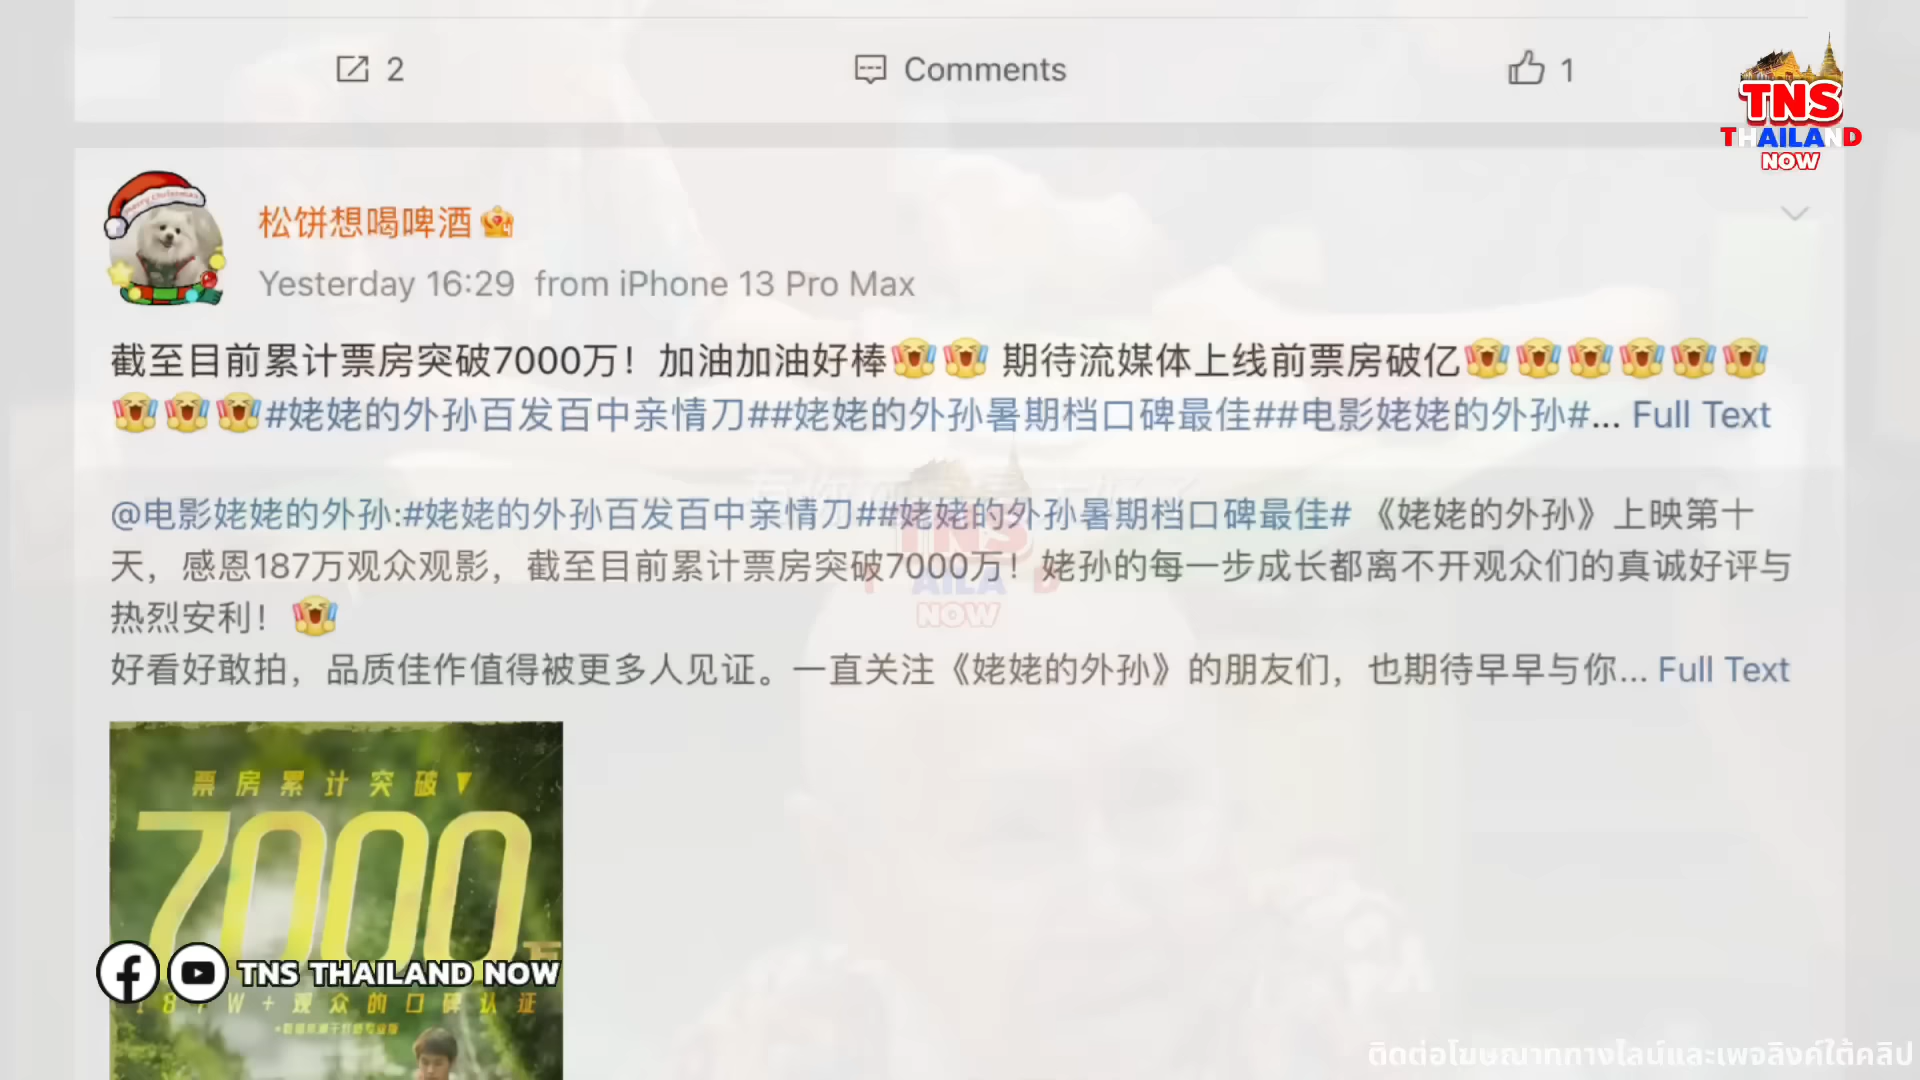 2
Comments
1
TNS
THAILAND
NOW
松饼想喝啤酒
Yesterday 16:29 from iPhone 13 Pro Max
截至目前累计票房突破7000万！加油加油好棒 期待流媒体上线前票房破亿
#姥姥的外孙百发百中亲情刀##姥姥的外孙暑期档口碑最佳##电影姥姥的外孙#... Full Text
@电影姥姥的外孙:#姥姥的外孙百发百中亲情刀##姥姥的外孙暑期档口碑最佳# 《姥姥的外孙》上映第十
天，感恩187万观众观影，截至目前累计票房突破7000万！姥孙的每一步成长都离不开观众们的真诚好评与
热烈安利！
好看好敢拍，品质佳作值得被更多人见证。一直关注《姥姥的外孙》的朋友们，也期待早早与你... Full Text
票房累计突破
7000万
TNS THAILAND NOW
187W+观众的口碑认证
TNS
NOW
ติดต่อโฆษณาทางไลน์และเพจลิงค์ใต้คลิป